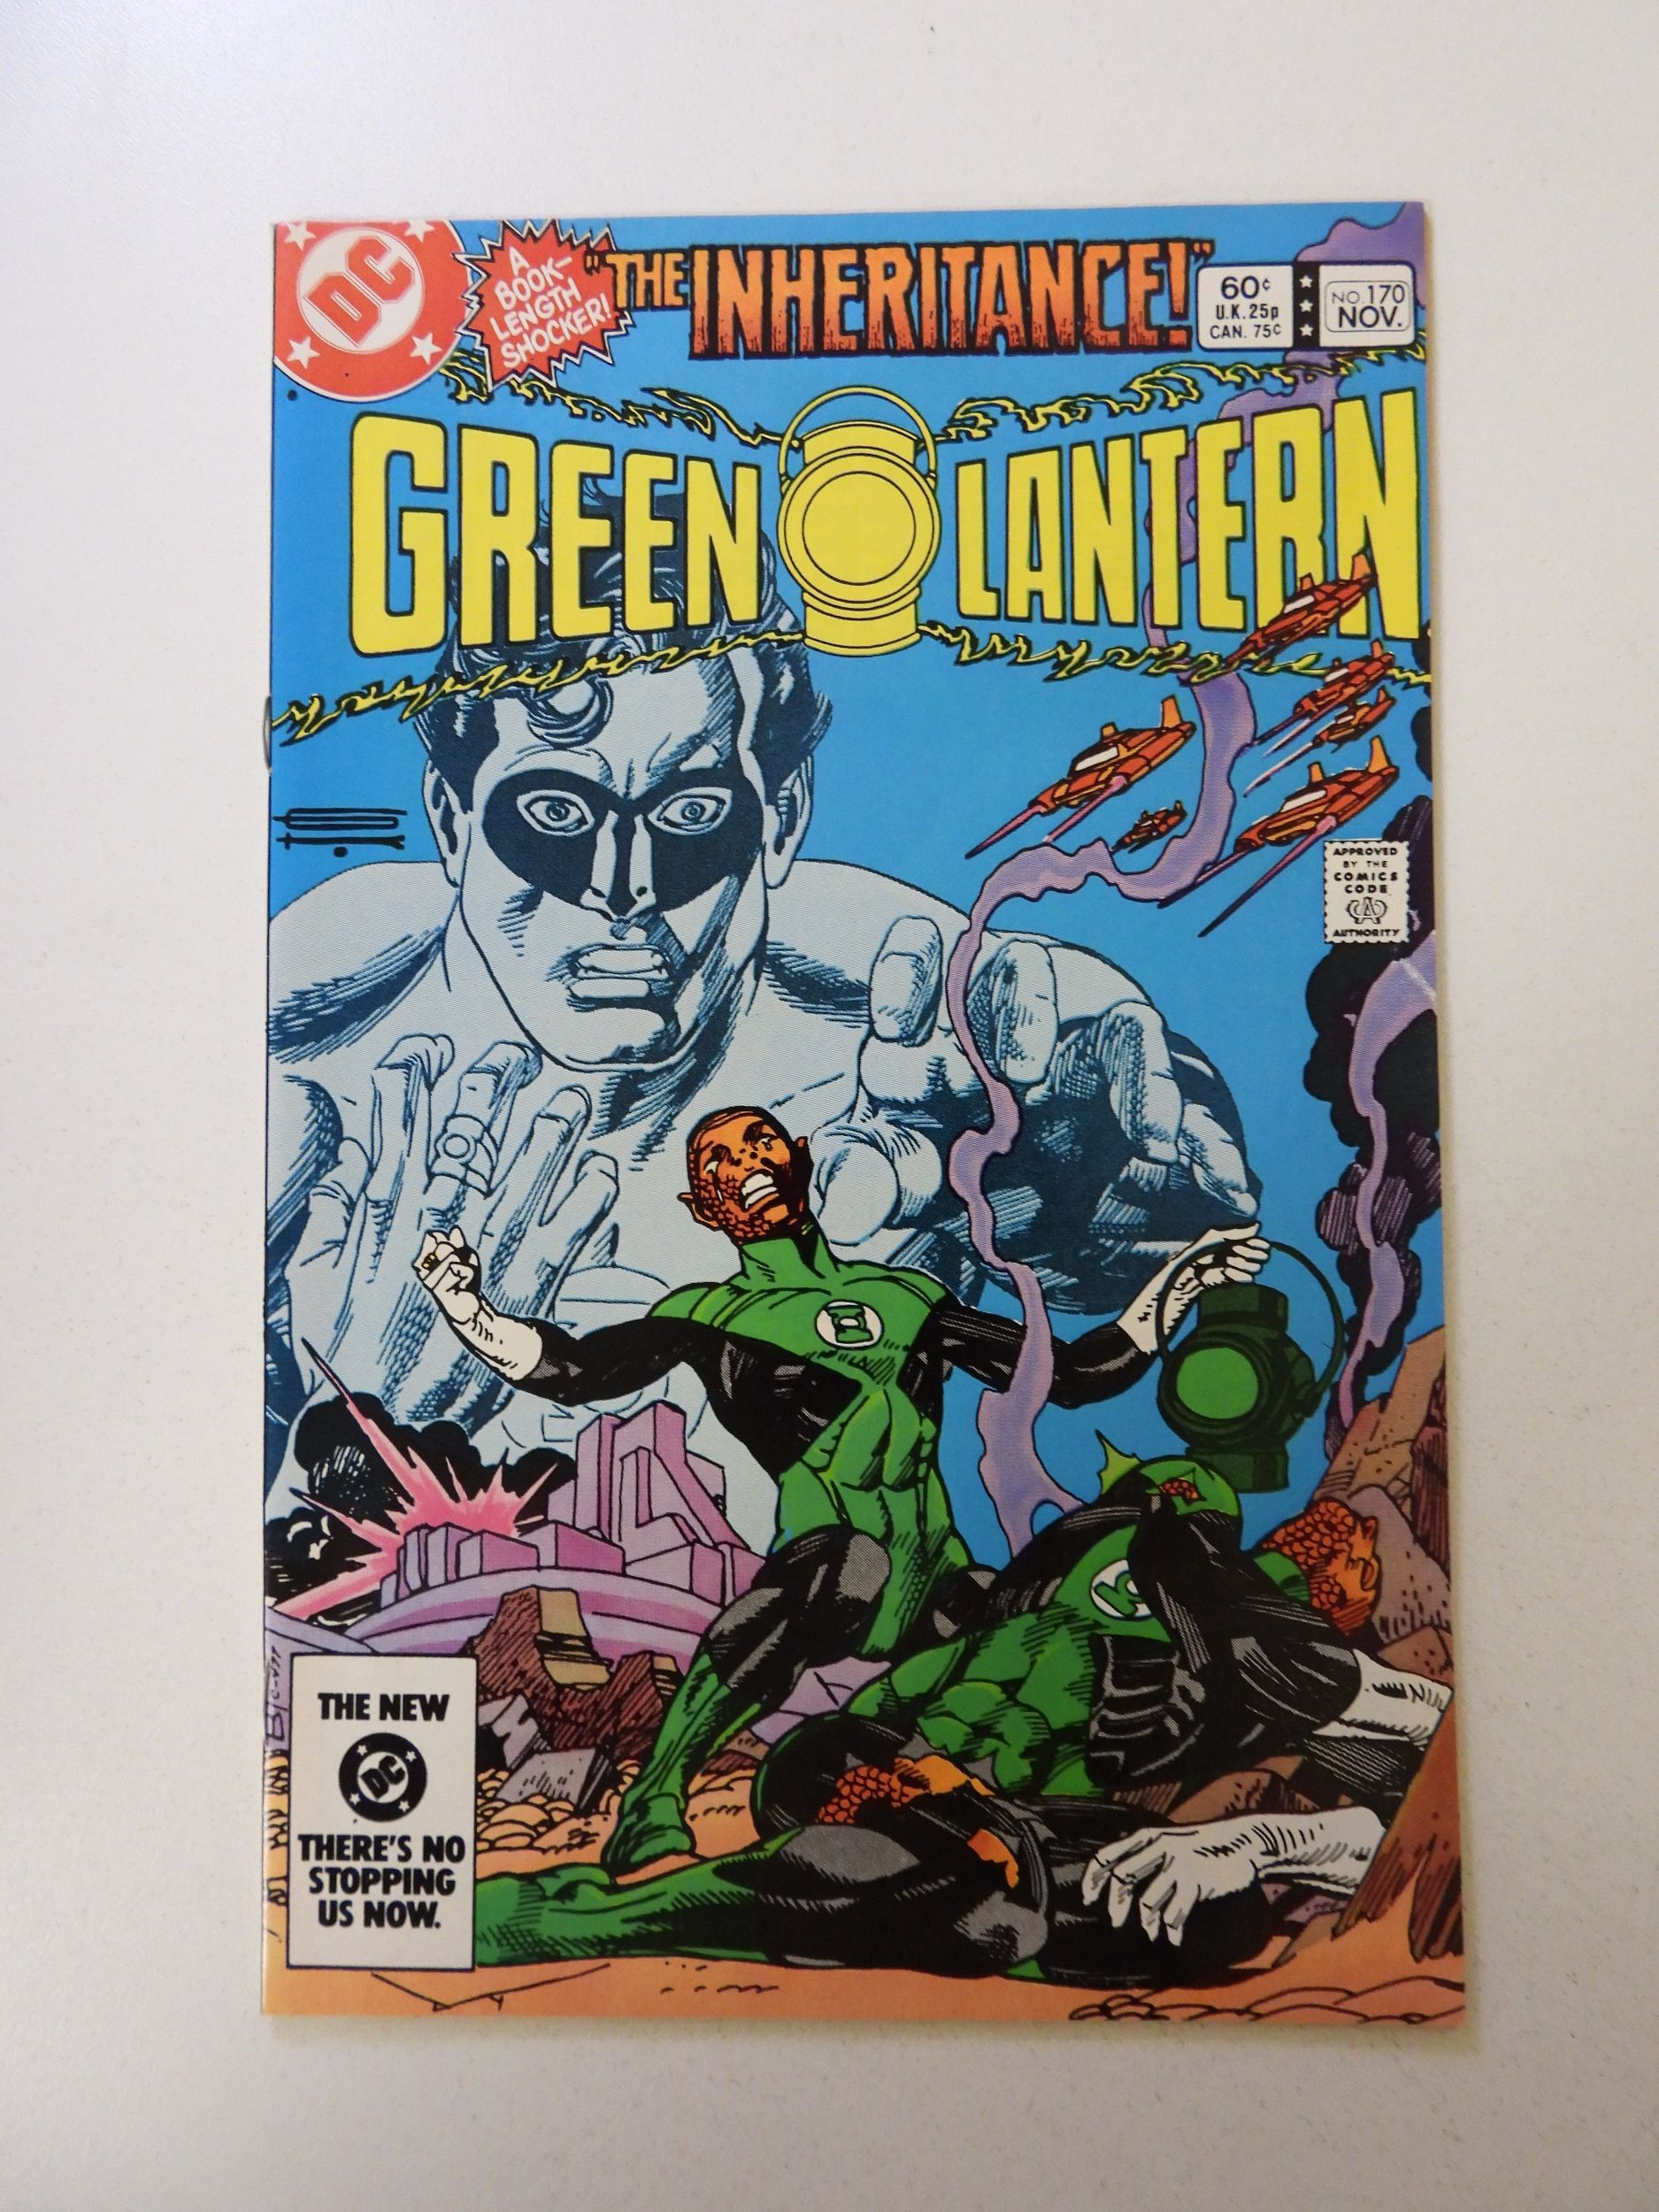 DC
A
BOOK-
LENGTH
SHOCKER!
"THE INHERITANCE!"
60¢
U.K. 25p
CAN. 75¢
NO. 170
NOV.
GREEN LANTERN
APPROVED
BY THE
COMICS
CODE
CA
AUTHORITY
THE NEW
DC
THERE'S NO
STOPPING
US NOW.